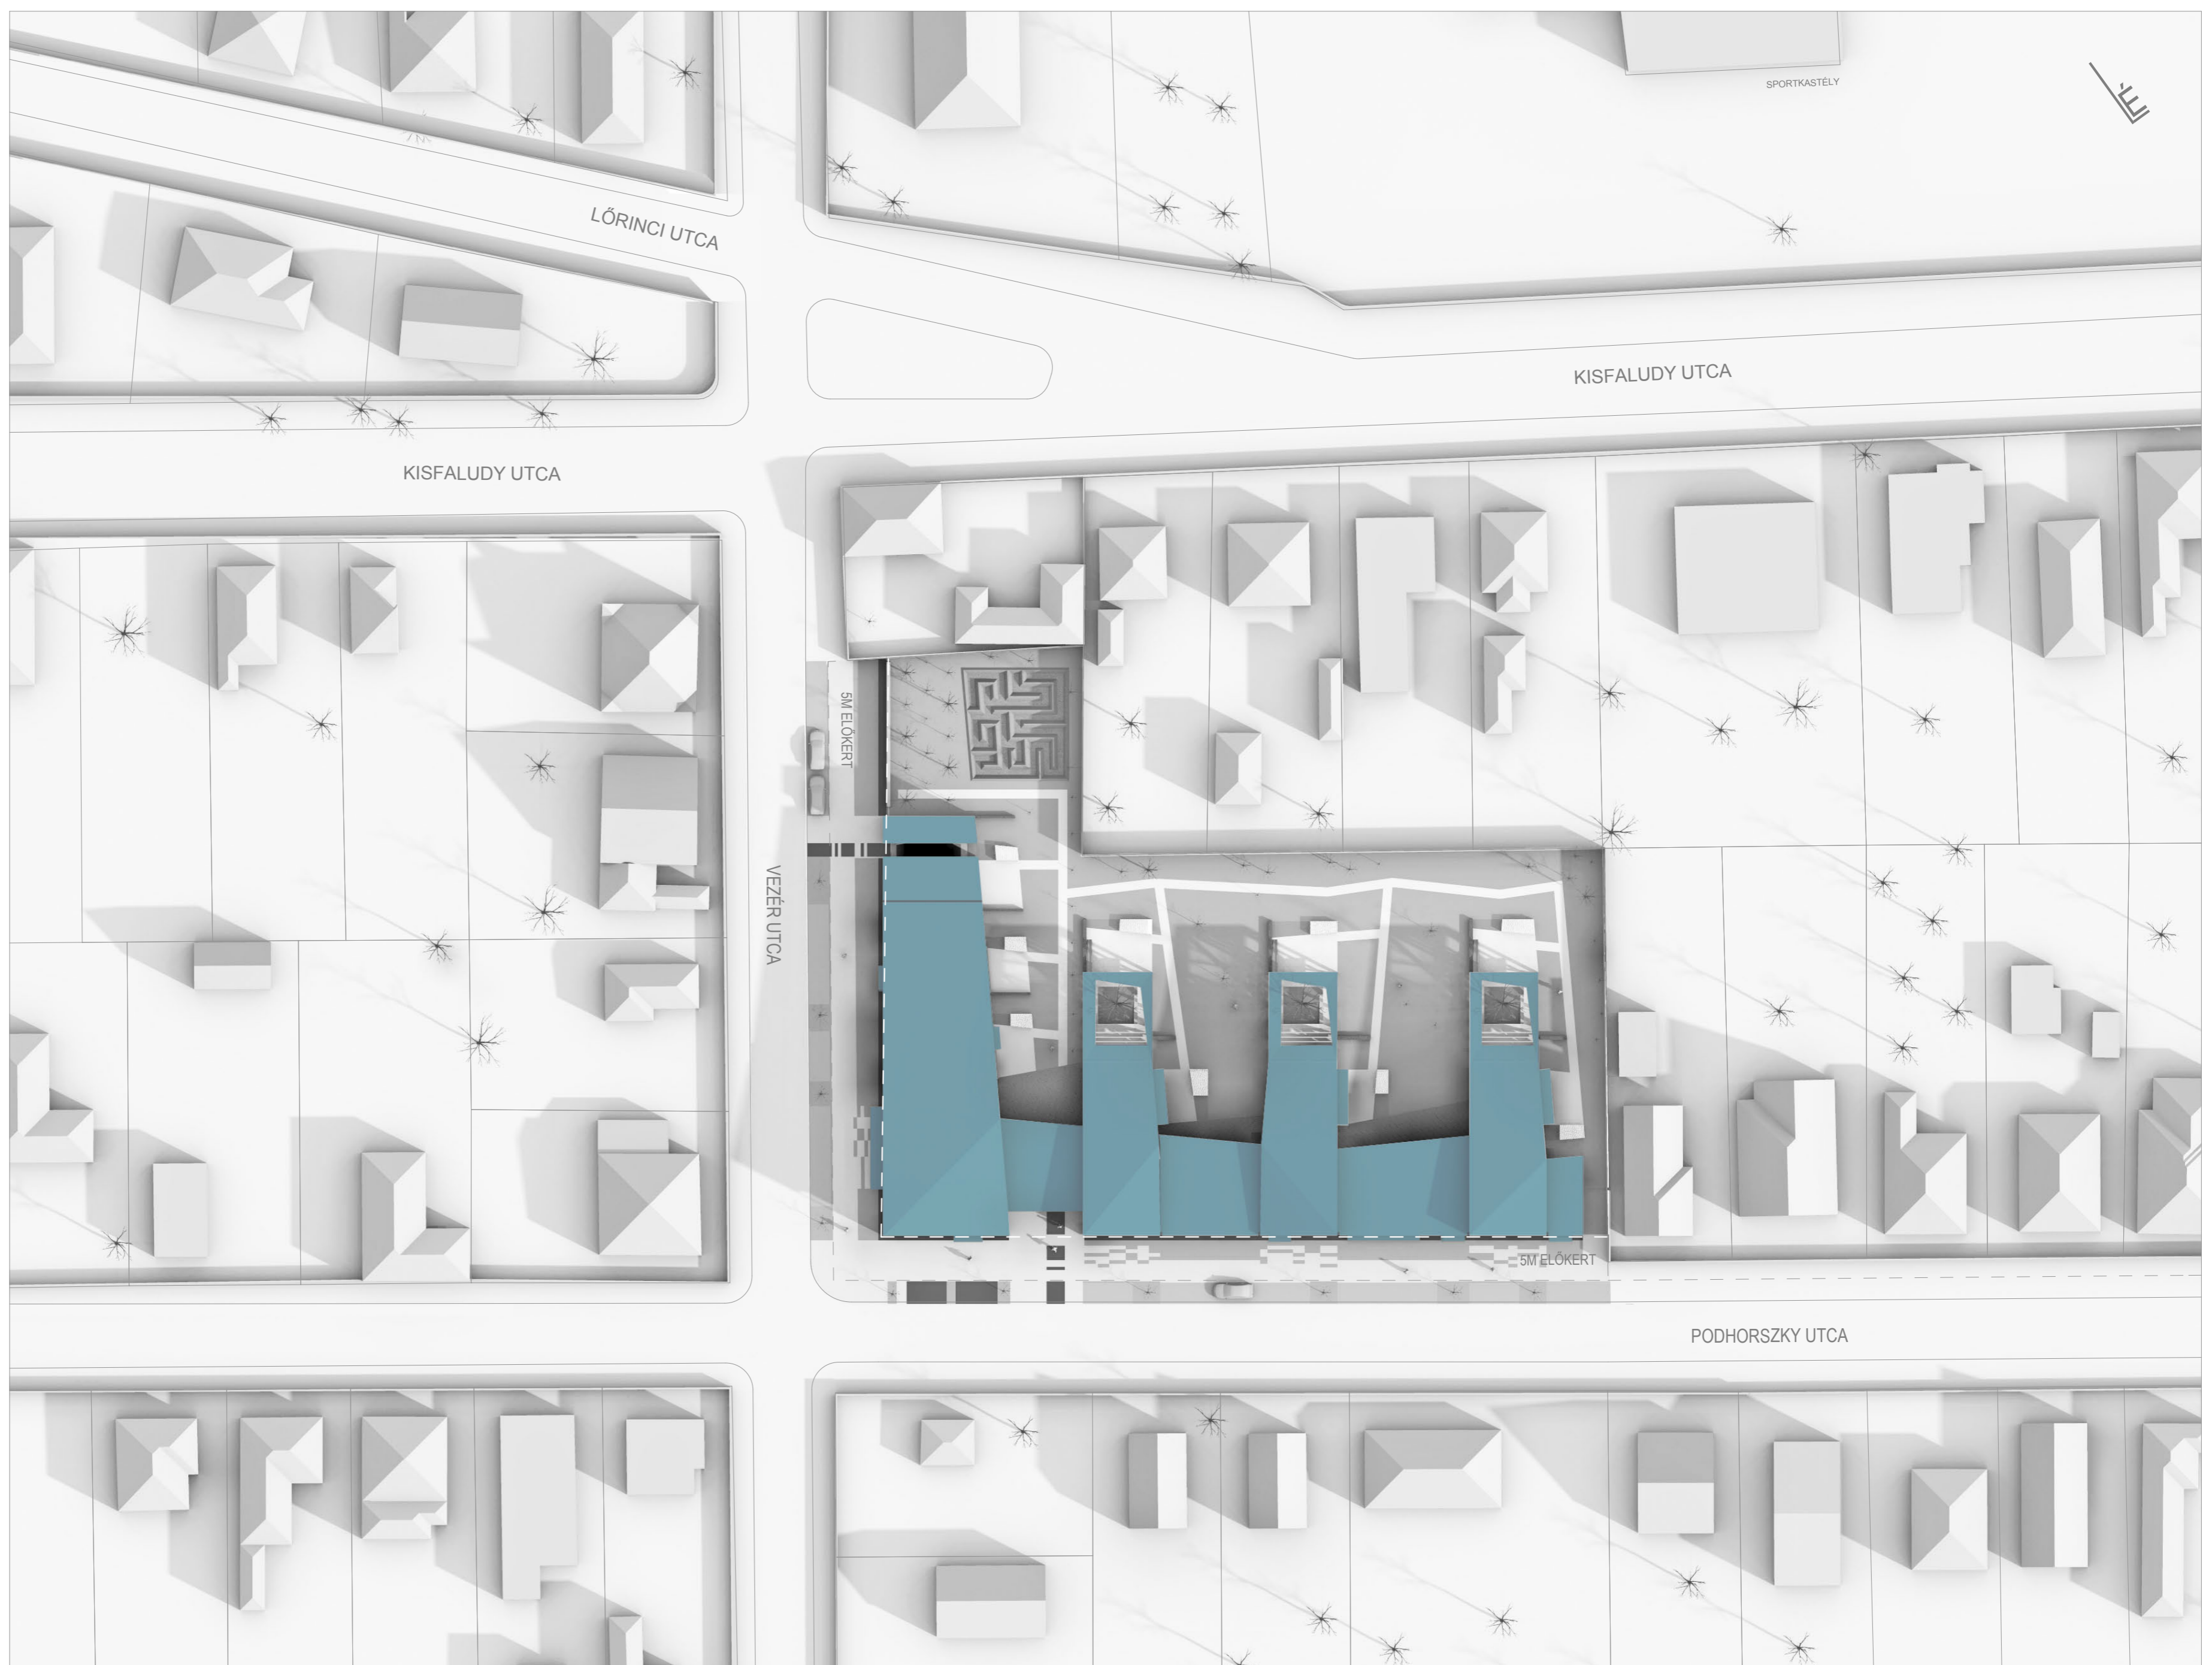 SPORTKASTÉLY
É
LŐRINCI UTCA
KISFALUDY UTCA
KISFALUDY UTCA
5M ELŐKERT
VEZÉR UTCA
5M ELŐKERT
PODHORSZKY UTCA